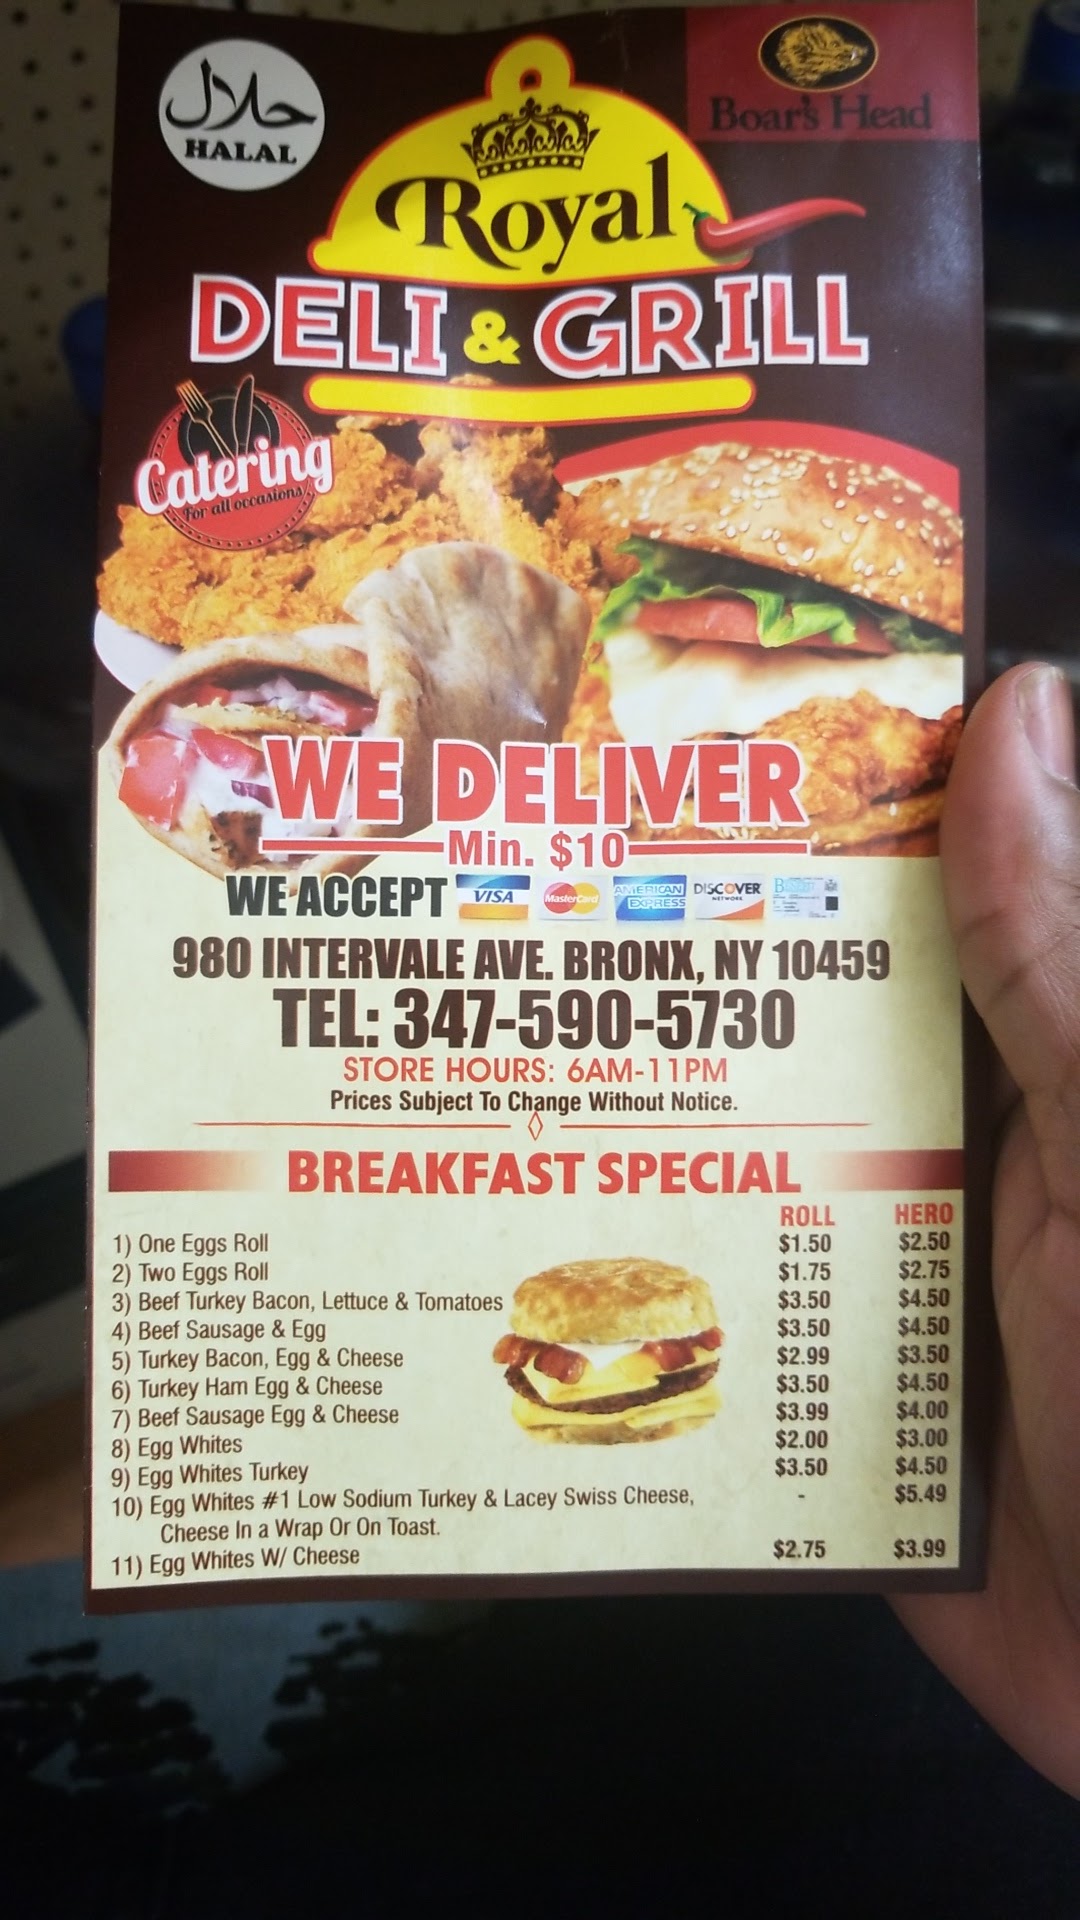 حلال
HALAL
Boar's Head
Royal
DELI & GRILL
Catering
For all occasions
WE DELIVER
Min. $10
WE ACCEPT VISA MasterCard AMERICAN EXPRESS DISCOVER NETWORK
980 INTERVALE AVE. BRONX, NY 10459
TEL: 347-590-5730
STORE HOURS: 6AM-11PM
Prices Subject To Change Without Notice.
BREAKFAST SPECIAL
ROLL HERO
1) One Eggs Roll $1.50 $2.50
2) Two Eggs Roll $1.75 $2.75
3) Beef Turkey Bacon, Lettuce & Tomatoes $3.50 $4.50
4) Beef Sausage & Egg $3.50 $4.50
5) Turkey Bacon, Egg & Cheese $2.99 $3.50
6) Turkey Ham Egg & Cheese $3.50 $4.50
7) Beef Sausage Egg & Cheese $3.99 $4.00
8) Egg Whites $2.00 $3.00
9) Egg Whites Turkey $3.50 $4.50
10) Egg Whites #1 Low Sodium Turkey & Lacey Swiss Cheese, - $5.49
Cheese In a Wrap Or On Toast.
11) Egg Whites W/ Cheese $2.75 $3.99